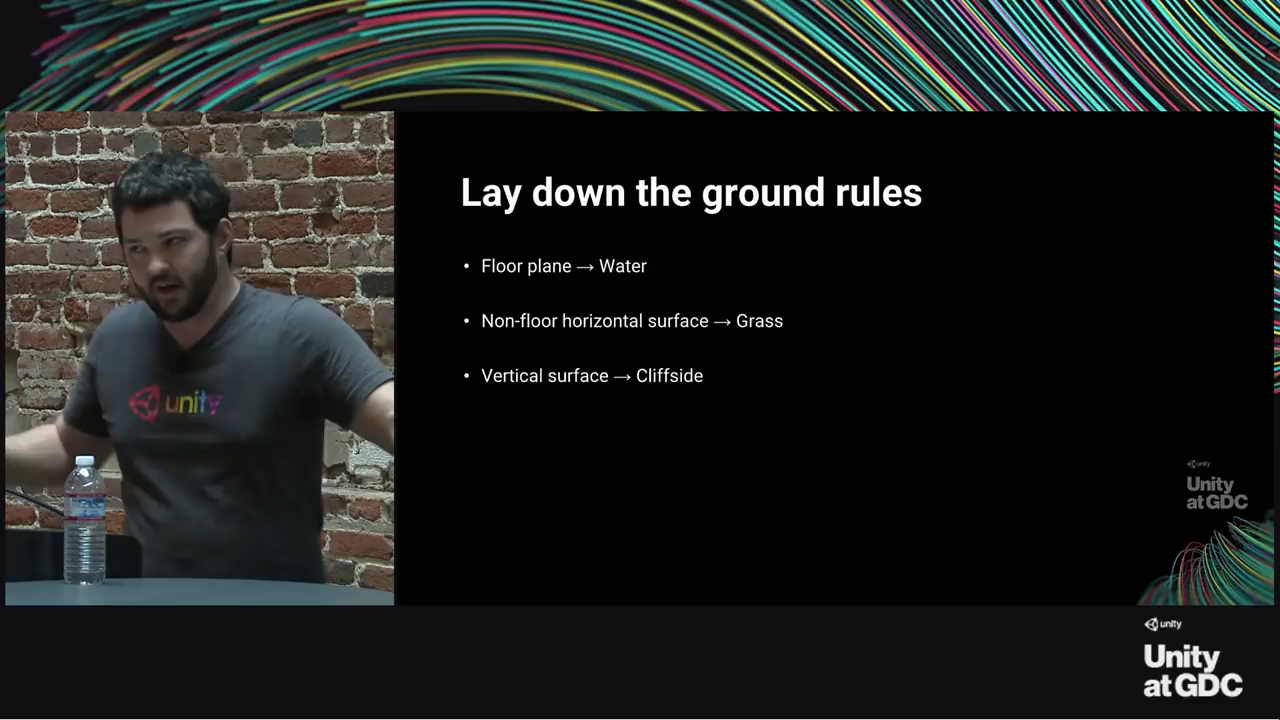 Lay down the ground rules
• Floor plane → Water
• Non-floor horizontal surface → Grass
• Vertical surface → Cliffside
unity
unity
Unity
at GDC
unity
Unity
at GDC